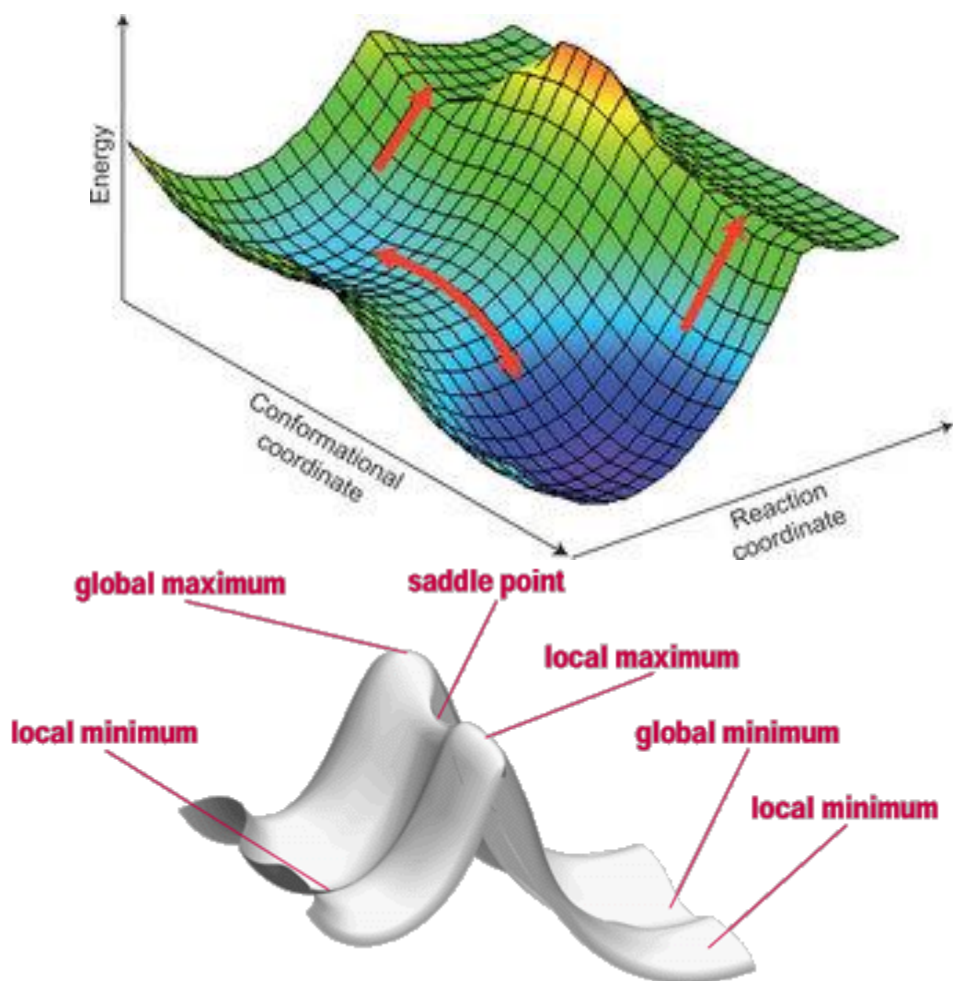 Energy
Conformational
coordinate
Reaction
coordinate
global maximum
saddle point
local maximum
local minimum
global minimum
local minimum